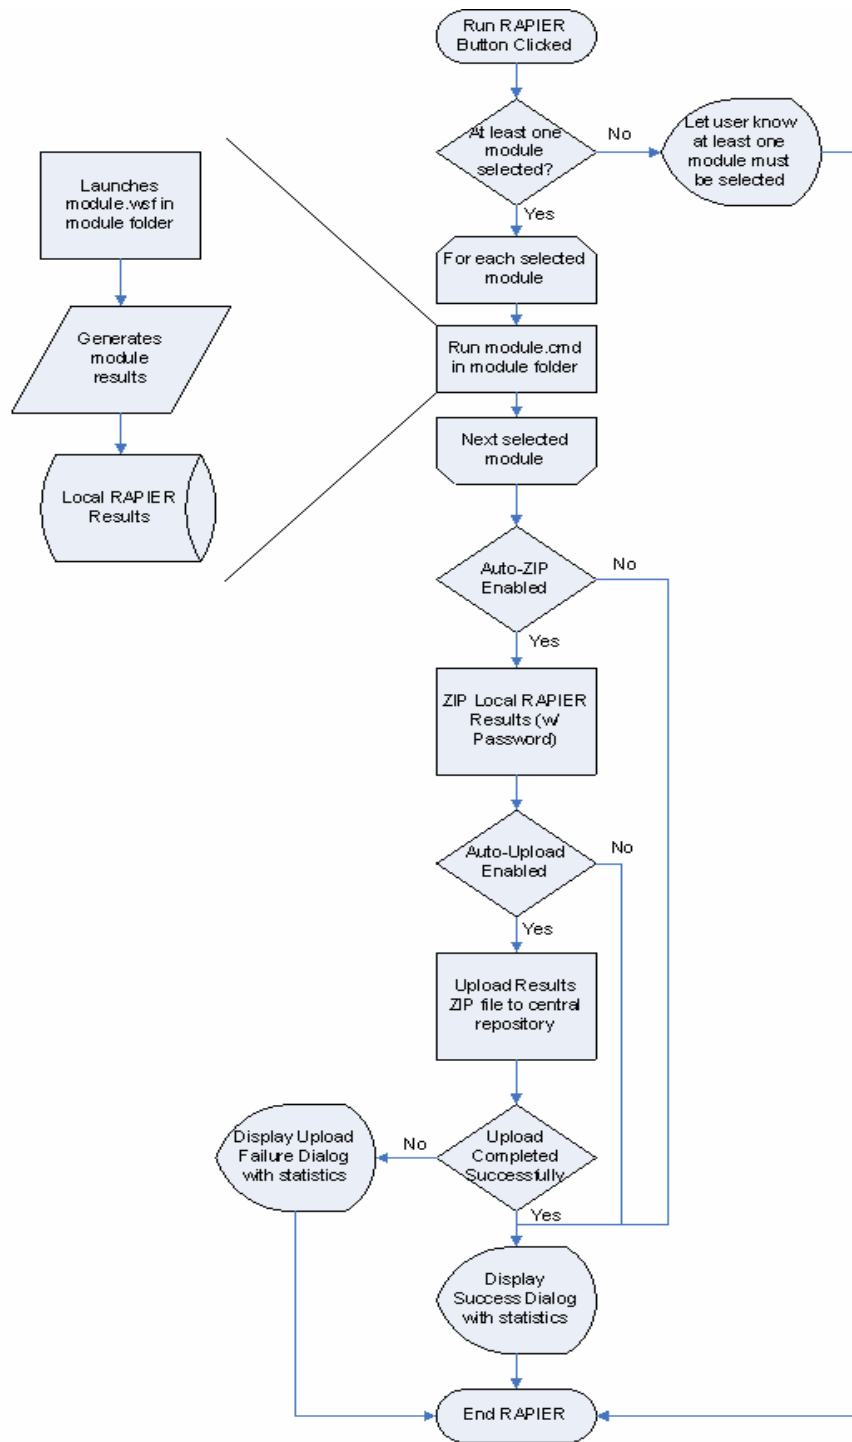 Run RAPIER
Button Clicked
At least one
module
selected?
No
Let user know
at least one
module must
be selected
Yes
Launches
module.wsf in
module folder
For each selected
module
Generates
module
results
Run module.cmd
in module folder
Next selected
module
Local RAPIER
Results
Auto-ZIP
Enabled
No
Yes
ZIP Local RAPIER
Results (w/
Password)
Auto-Upload
Enabled
No
Yes
Upload Results
ZIP file to central
repository
Display Upload
Failure Dialog
with statistics
No
Upload
Completed
Successfully
Yes
Display
Success Dialog
with statistics
End RAPIER